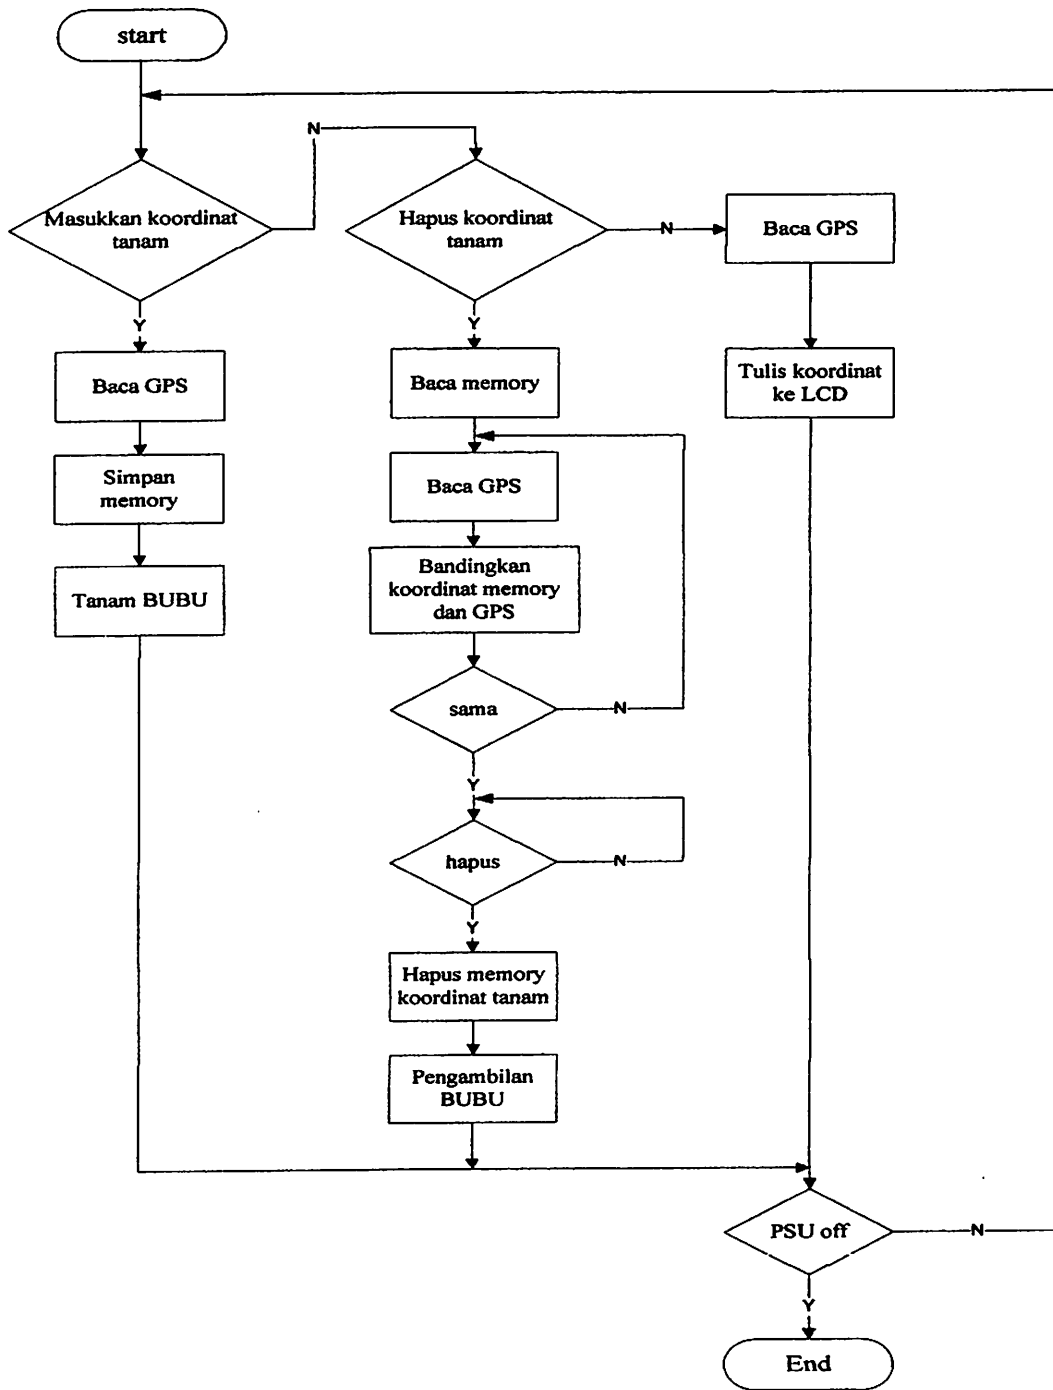 start
N
Masukkan koordinat
tanam
Hapus koordinat
tanam
N
Baca GPS
Y
Y
Baca GPS
Baca memory
Tulis koordinat
ke LCD
Simpan
memory
Baca GPS
Tanam BUBU
Bandingkan
koordinat memory
dan GPS
sama
N
Y
hapus
N
Y
Hapus memory
koordinat tanam
Pengambilan
BUBU
PSU off
N
Y
End